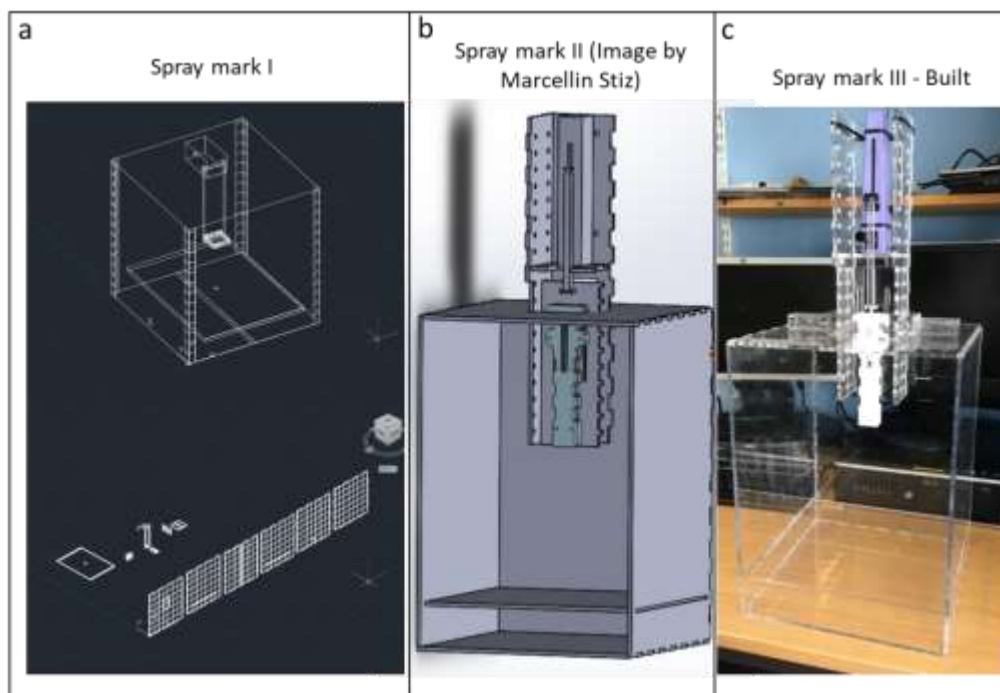 a
Spray mark I
b
Spray mark II (Image by
Marcellin Stiz)
c
Spray mark III - Built